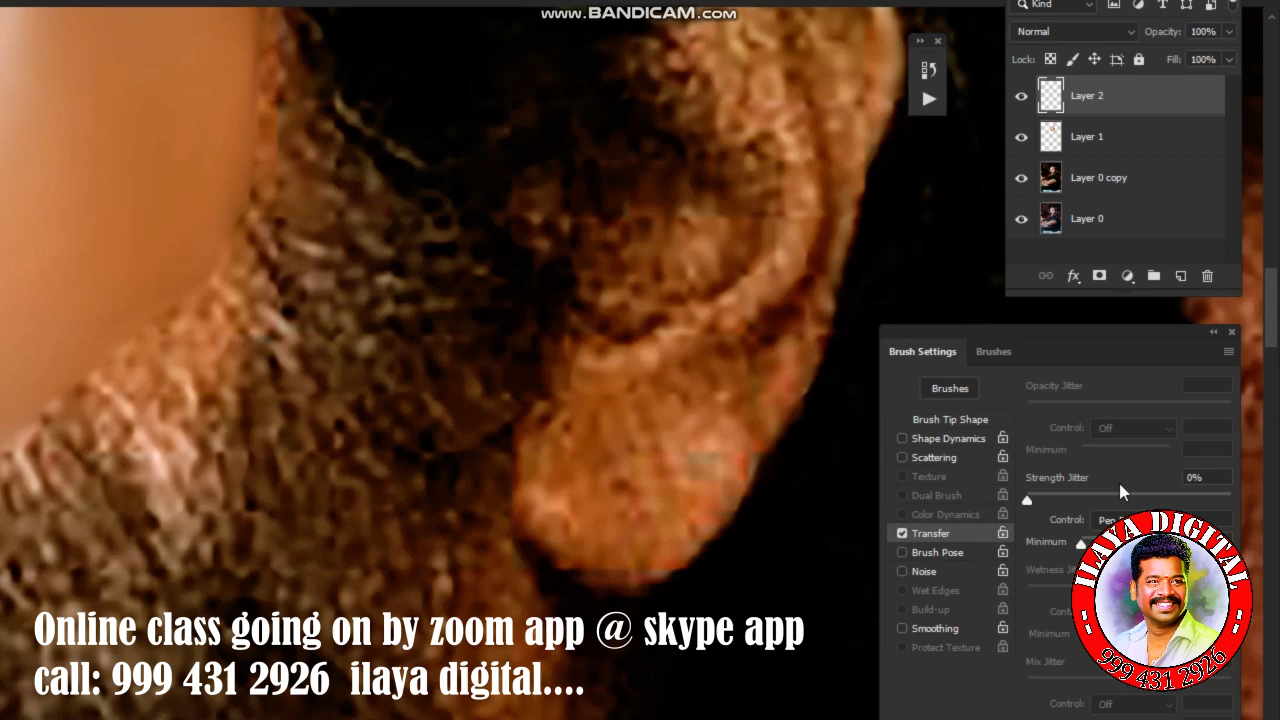 www.BANDICAM.com
Kind
Normal
Opacity: 100%
Lock:
Fill: 100%
Layer 2
Layer 1
Layer 0 copy
Layer 0
fx
Brush Settings
Brushes
Brushes
Brush Tip Shape
Shape Dynamics
Scattering
Texture
Dual Brush
Color Dynamics
Transfer
Brush Pose
Noise
Wet Edges
Build-up
Smoothing
Protect Texture
Opacity Jitter
Control: Off
Minimum
Strength Jitter 0%
Control: Pen
Minimum
Wetness
Minimum
Mix Jitter
Control: Off
ILAYA DIGITAL
999 431 2926
Online class going on by zoom app @ skype app
call: 999 431 2926 ilaya digital....